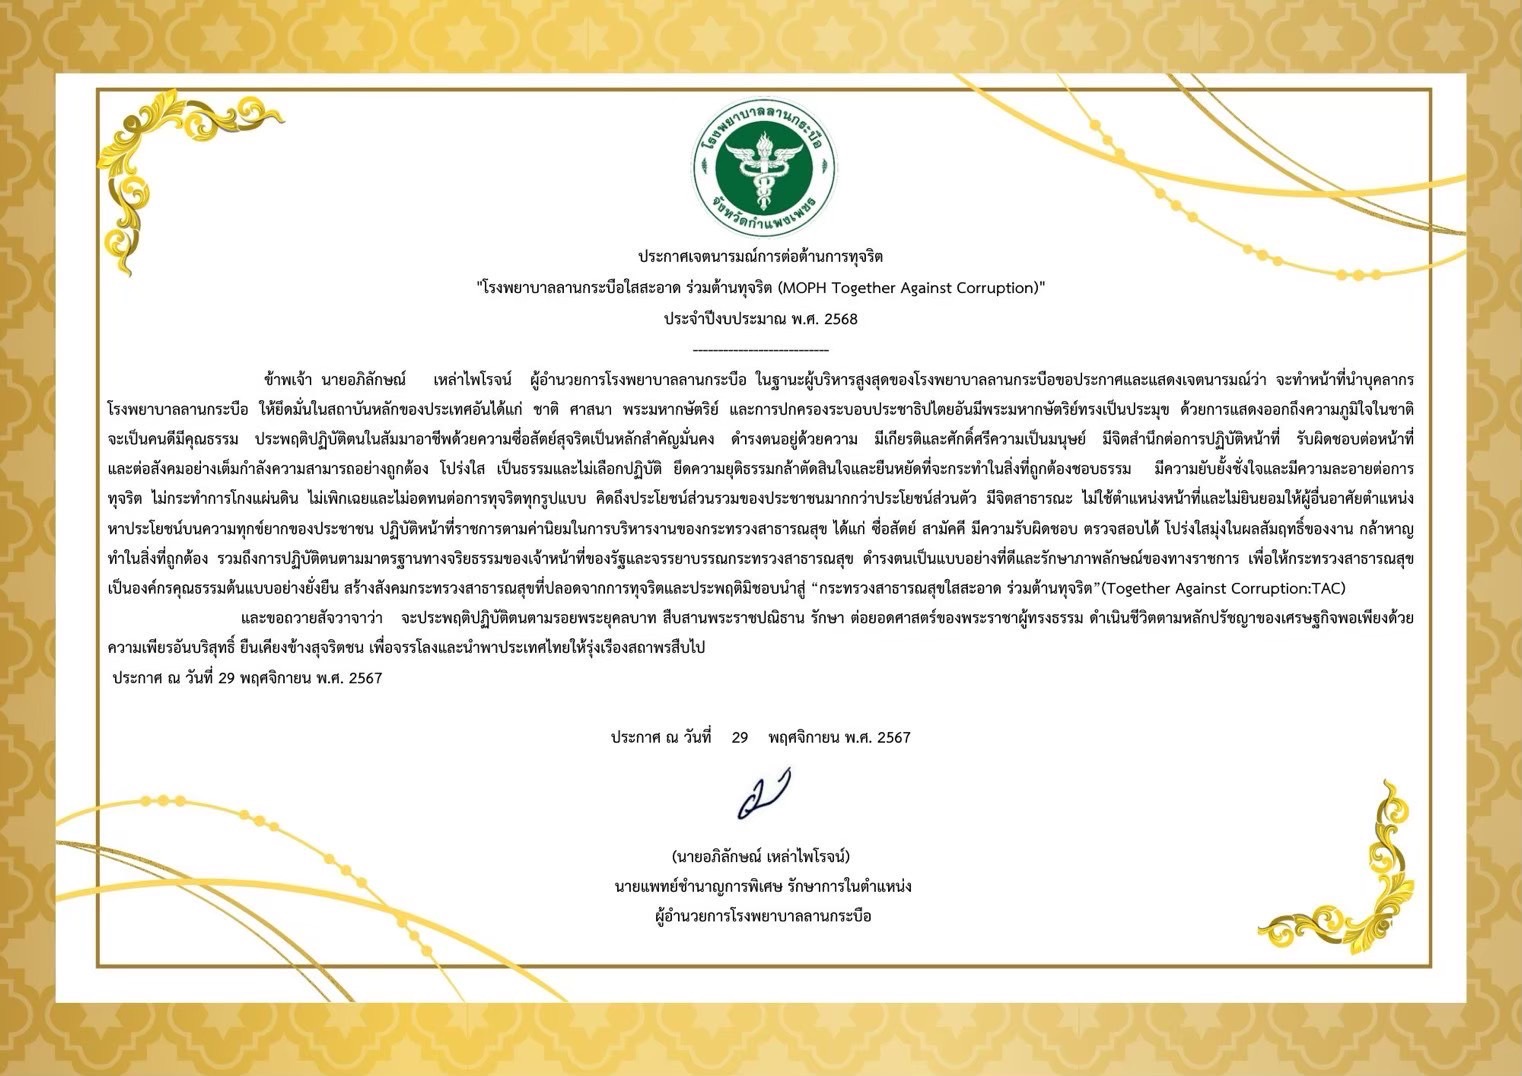 โรงพยาบาลลานกระบือ
จังหวัดกำแพงเพชร
ประกาศเจตนารมณ์การต่อต้านการทุจริต
"โรงพยาบาลลานกระบือใสสะอาด ร่วมต้านทุจริต (MOPH Together Against Corruption)"
ประจำปีงบประมาณ พ.ศ. 2568
---------------------------
ข้าพเจ้า นายอภิลักษณ์ เหล่าไพโรจน์ ผู้อำนวยการโรงพยาบาลลานกระบือ ในฐานะผู้บริหารสูงสุดของโรงพยาบาลลานกระบือขอประกาศและแสดงเจตนารมณ์ว่า จะทำหน้าที่นำบุคลากร
โรงพยาบาลลานกระบือ ให้ยึดมั่นในสถาบันหลักของประเทศอันได้แก่ ชาติ ศาสนา พระมหากษัตริย์ และการปกครองระบอบประชาธิปไตยอันมีพระมหากษัตริย์ทรงเป็นประมุข ด้วยการแสดงออกถึงความภูมิใจในชาติ
จะเป็นคนดีมีคุณธรรม ประพฤติปฏิบัติตนในสัมมาอาชีพด้วยความซื่อสัตย์สุจริตเป็นหลักสำคัญมั่นคง ดำรงตนอยู่ด้วยความ มีเกียรติและศักดิ์ศรีความเป็นมนุษย์ มีจิตสำนึกต่อการปฏิบัติหน้าที่ รับผิดชอบต่อหน้าที่
และต่อสังคมอย่างเต็มกำลังความสามารถอย่างถูกต้อง โปร่งใส เป็นธรรมและไม่เลือกปฏิบัติ ยึดความยุติธรรมกล้าตัดสินใจและยืนหยัดที่จะกระทำในสิ่งที่ถูกต้องชอบธรรม มีความยับยั้งชั่งใจและมีความละอายต่อการ
ทุจริต ไม่กระทำการโกงแผ่นดิน ไม่เพิกเฉยและไม่อดทนต่อการทุจริตทุกรูปแบบ คิดถึงประโยชน์ส่วนรวมของประชาชนมากกว่าประโยชน์ส่วนตัว มีจิตสาธารณะ ไม่ใช้ตำแหน่งหน้าที่และไม่ยินยอมให้ผู้อื่นอาศัยตำแหน่ง
หาประโยชน์บนความทุกข์ยากของประชาชน ปฏิบัติหน้าที่ราชการตามค่านิยมในการบริหารงานของกระทรวงสาธารณสุข ได้แก่ ซื่อสัตย์ สามัคคี มีความรับผิดชอบ ตรวจสอบได้ โปร่งใสมุ่งในผลสัมฤทธิ์ของงาน กล้าหาญ
ทำในสิ่งที่ถูกต้อง รวมถึงการปฏิบัติตนตามมาตรฐานทางจริยธรรมของเจ้าหน้าที่ของรัฐและจรรยาบรรณกระทรวงสาธารณสุข ดำรงตนเป็นแบบอย่างที่ดีและรักษาภาพลักษณ์ของทางราชการ เพื่อให้กระทรวงสาธารณสุข
เป็นองค์กรคุณธรรมต้นแบบอย่างยั่งยืน สร้างสังคมกระทรวงสาธารณสุขที่ปลอดจากการทุจริตและประพฤติมิชอบนำสู่ “กระทรวงสาธารณสุขใสสะอาด ร่วมต้านทุจริต”(Together Against Corruption:TAC)
และขอถวายสัจวาจาว่า จะประพฤติปฏิบัติตนตามรอยพระยุคลบาท สืบสานพระราชปณิธาน รักษา ต่อยอดศาสตร์ของพระราชาผู้ทรงธรรม ดำเนินชีวิตตามหลักปรัชญาของเศรษฐกิจพอเพียงด้วย
ความเพียรอันบริสุทธิ์ ยืนเคียงข้างสุจริตชน เพื่อจรรโลงและนำพาประเทศไทยให้รุ่งเรืองสถาพรสืบไป
ประกาศ ณ วันที่ 29 พฤศจิกายน พ.ศ. 2567
ประกาศ ณ วันที่ 29 พฤศจิกายน พ.ศ. 2567
(นายอภิลักษณ์ เหล่าไพโรจน์)
นายแพทย์ชำนาญการพิเศษ รักษาการในตำแหน่ง
ผู้อำนวยการโรงพยาบาลลานกระบือ